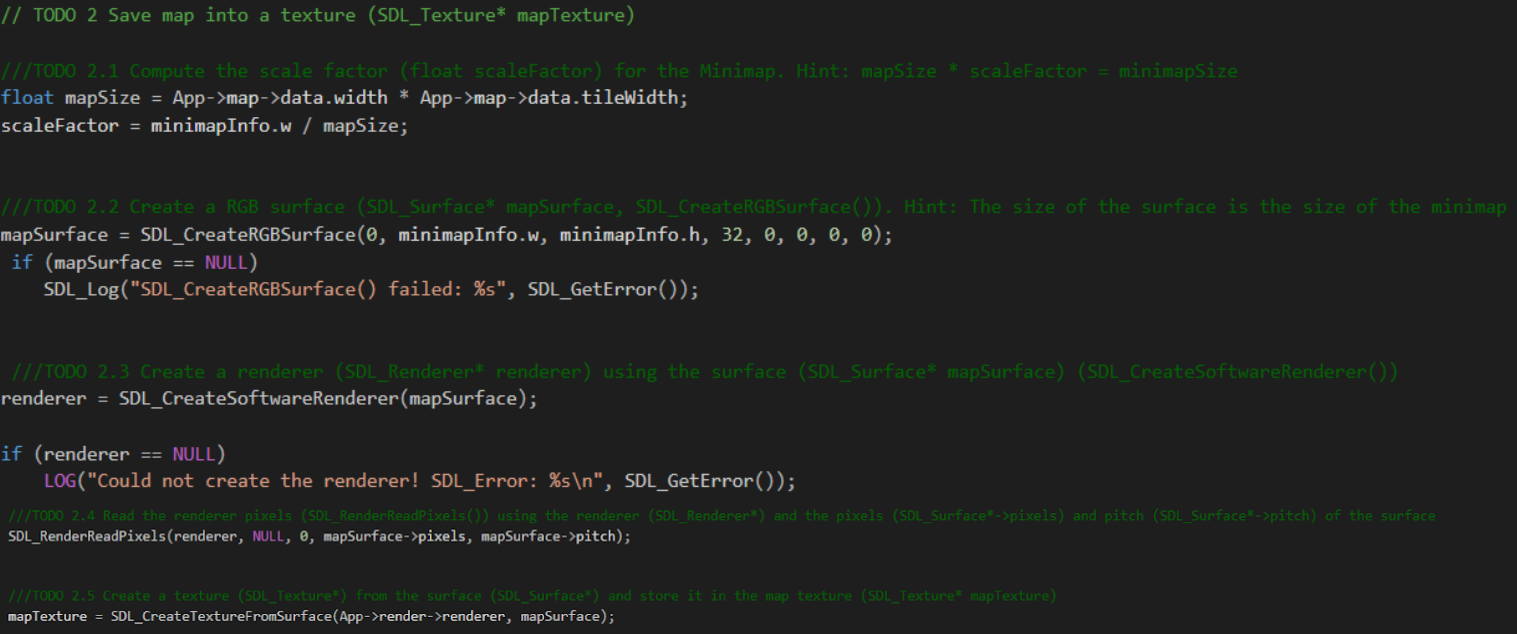 // TODO 2 Save map into a texture (SDL_Texture* mapTexture)
///TODO 2.1 Compute the scale factor (float scaleFactor) for the Minimap. Hint: mapSize * scaleFactor = minimapSize
float mapSize = App->map->data.width * App->map->data.tileWidth;
scaleFactor = minimapInfo.w / mapSize;
///TODO 2.2 Create a RGB surface (SDL_Surface* mapSurface, SDL_CreateRGBSurface()). Hint: The size of the surface is the size of the minimap
mapSurface = SDL_CreateRGBSurface(0, minimapInfo.w, minimapInfo.h, 32, 0, 0, 0, 0);
if (mapSurface == NULL)
SDL_Log("SDL_CreateRGBSurface() failed: %s", SDL_GetError());
///TODO 2.3 Create a renderer (SDL_Renderer* renderer) using the surface (SDL_Surface* mapSurface) (SDL_CreateSoftwareRenderer())
renderer = SDL_CreateSoftwareRenderer(mapSurface);
if (renderer == NULL)
LOG("Could not create the renderer! SDL_Error: %s\n", SDL_GetError());
///TODO 2.4 Read the renderer pixels (SDL_RenderReadPixels()) using the renderer (SDL_Renderer*) and the pixels (SDL_Surface*->pixels) and pitch (SDL_Surface*->pitch) of the surface
SDL_RenderReadPixels(renderer, NULL, 0, mapSurface->pixels, mapSurface->pitch);
///TODO 2.5 Create a texture (SDL_Texture*) from the surface (SDL_Surface*) and store it in the map texture (SDL_Texture* mapTexture)
mapTexture = SDL_CreateTextureFromSurface(App->render->renderer, mapSurface);